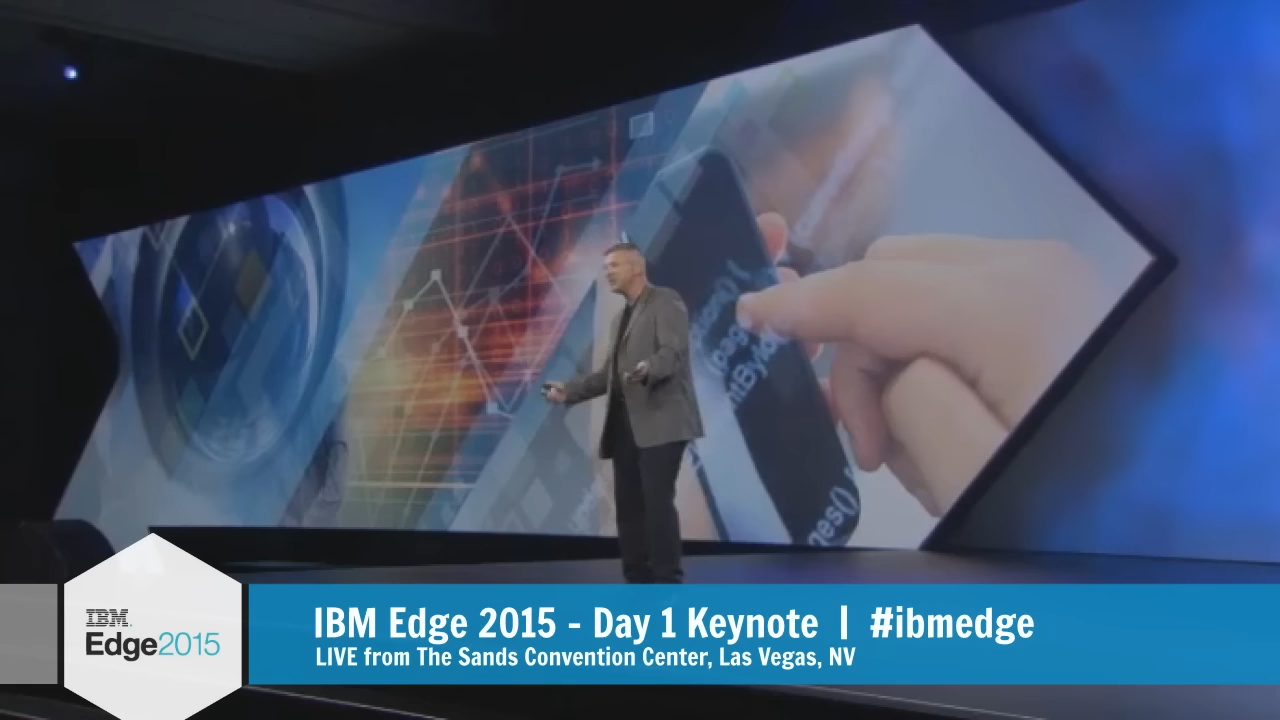 IBM Edge 2015 - Day 1 Keynote | #ibmedge
LIVE from The Sands Convention Center, Las Vegas, NV
IBM
Edge2015